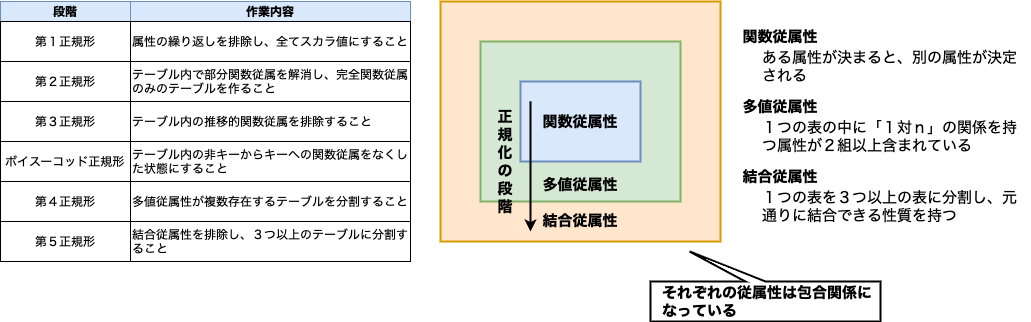 段階 作業内容
第１正規形 属性の繰り返しを排除し、全てスカラ値にすること
第２正規形 テーブル内で部分関数従属を解消し、完全関数従属
のみのテーブルを作ること
第３正規形 テーブル内の推移的関数従属を排除すること
ボイスーコッド正規形 テーブル内の非キーからキーへの関数従属をなくし
た状態にすること
第４正規形 多値従属性が複数存在するテーブルを分割すること
第５正規形 結合従属性を排除し、３つ以上のテーブルに分割す
ること
正規化の段階
関数従属性
多値従属性
結合従属性
関数従属性
ある属性が決まると、別の属性が決定
される
多値従属性
１つの表の中に「１対ｎ」の関係を持
つ属性が２組以上含まれている
結合従属性
１つの表を３つ以上の表に分割し、元
通りに結合できる性質を持つ
それぞれの従属性は包合関係に
なっている